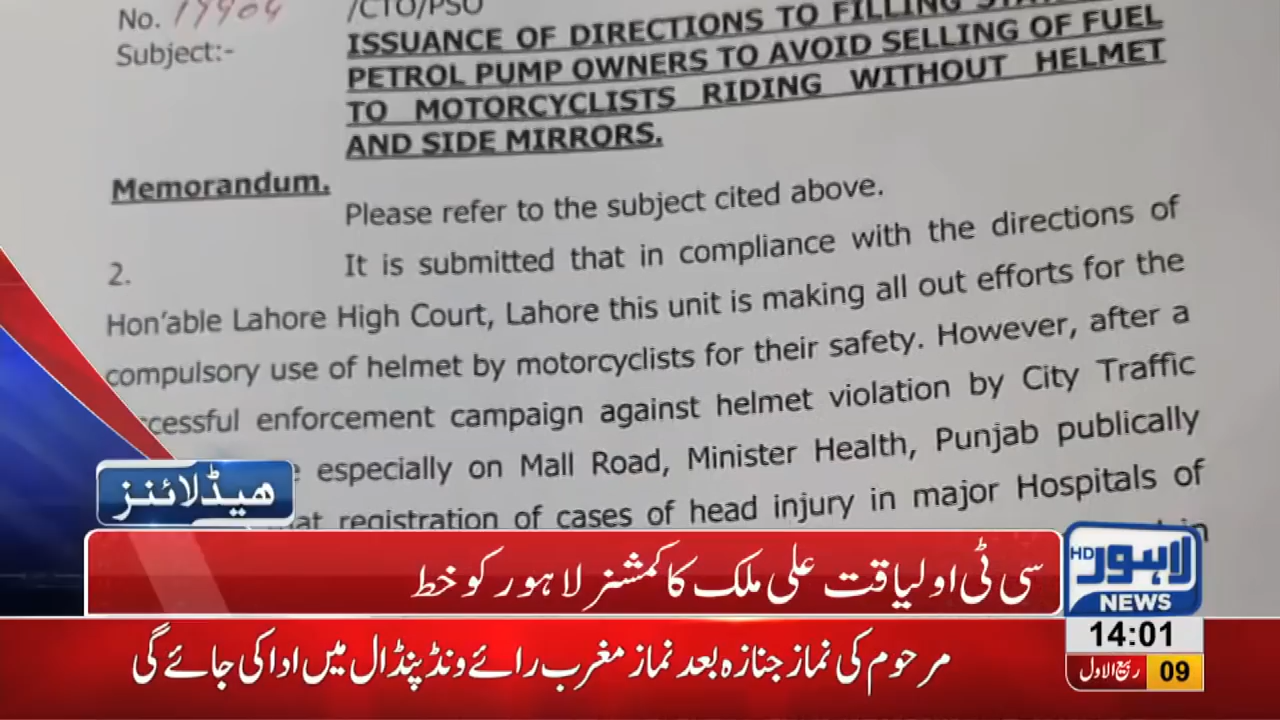 No. 17904 /CTO/PSO
Subject:- ISSUANCE OF DIRECTIONS TO FILLING
PETROL PUMP OWNERS TO AVOID SELLING OF FUEL
TO MOTORCYCLISTS RIDING WITHOUT HELMET
AND SIDE MIRRORS.
Memorandum.
Please refer to the subject cited above.
2. It is submitted that in compliance with the directions of
Hon'able Lahore High Court, Lahore this unit is making all out efforts for the
compulsory use of helmet by motorcyclists for their safety. However, after a
cessful enforcement campaign against helmet violation by City Traffic
especially on Mall Road, Minister Health, Punjab publically
registration of cases of head injury in major Hospitals of
ہیڈلائنز
سی ٹی او لیاقت علی ملک کا کمشنر لاہور کو خط
HD لاہور
NEWS
14:01
مرحوم کی نماز جنازہ بعد نماز مغرب رائے ونڈ پنڈال میں ادا کی جائے گی
09 ربیع الاول